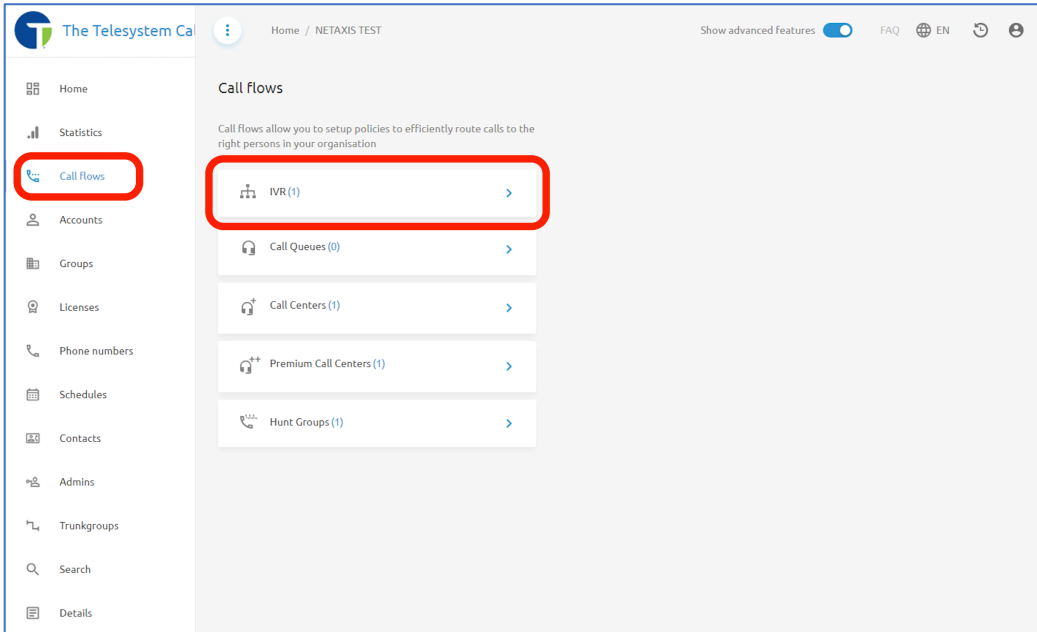 The Telesystem Cal
Home / NETAXIS TEST
Show advanced features
FAQ
EN
Home
Statistics
Call flows
Accounts
Groups
Licenses
Phone numbers
Schedules
Contacts
Admins
Trunkgroups
Search
Details
Call flows
Call flows allow you to setup policies to efficiently route calls to the
right persons in your organisation
IVR (1)
Call Queues (0)
Call Centers (1)
Premium Call Centers (1)
Hunt Groups (1)